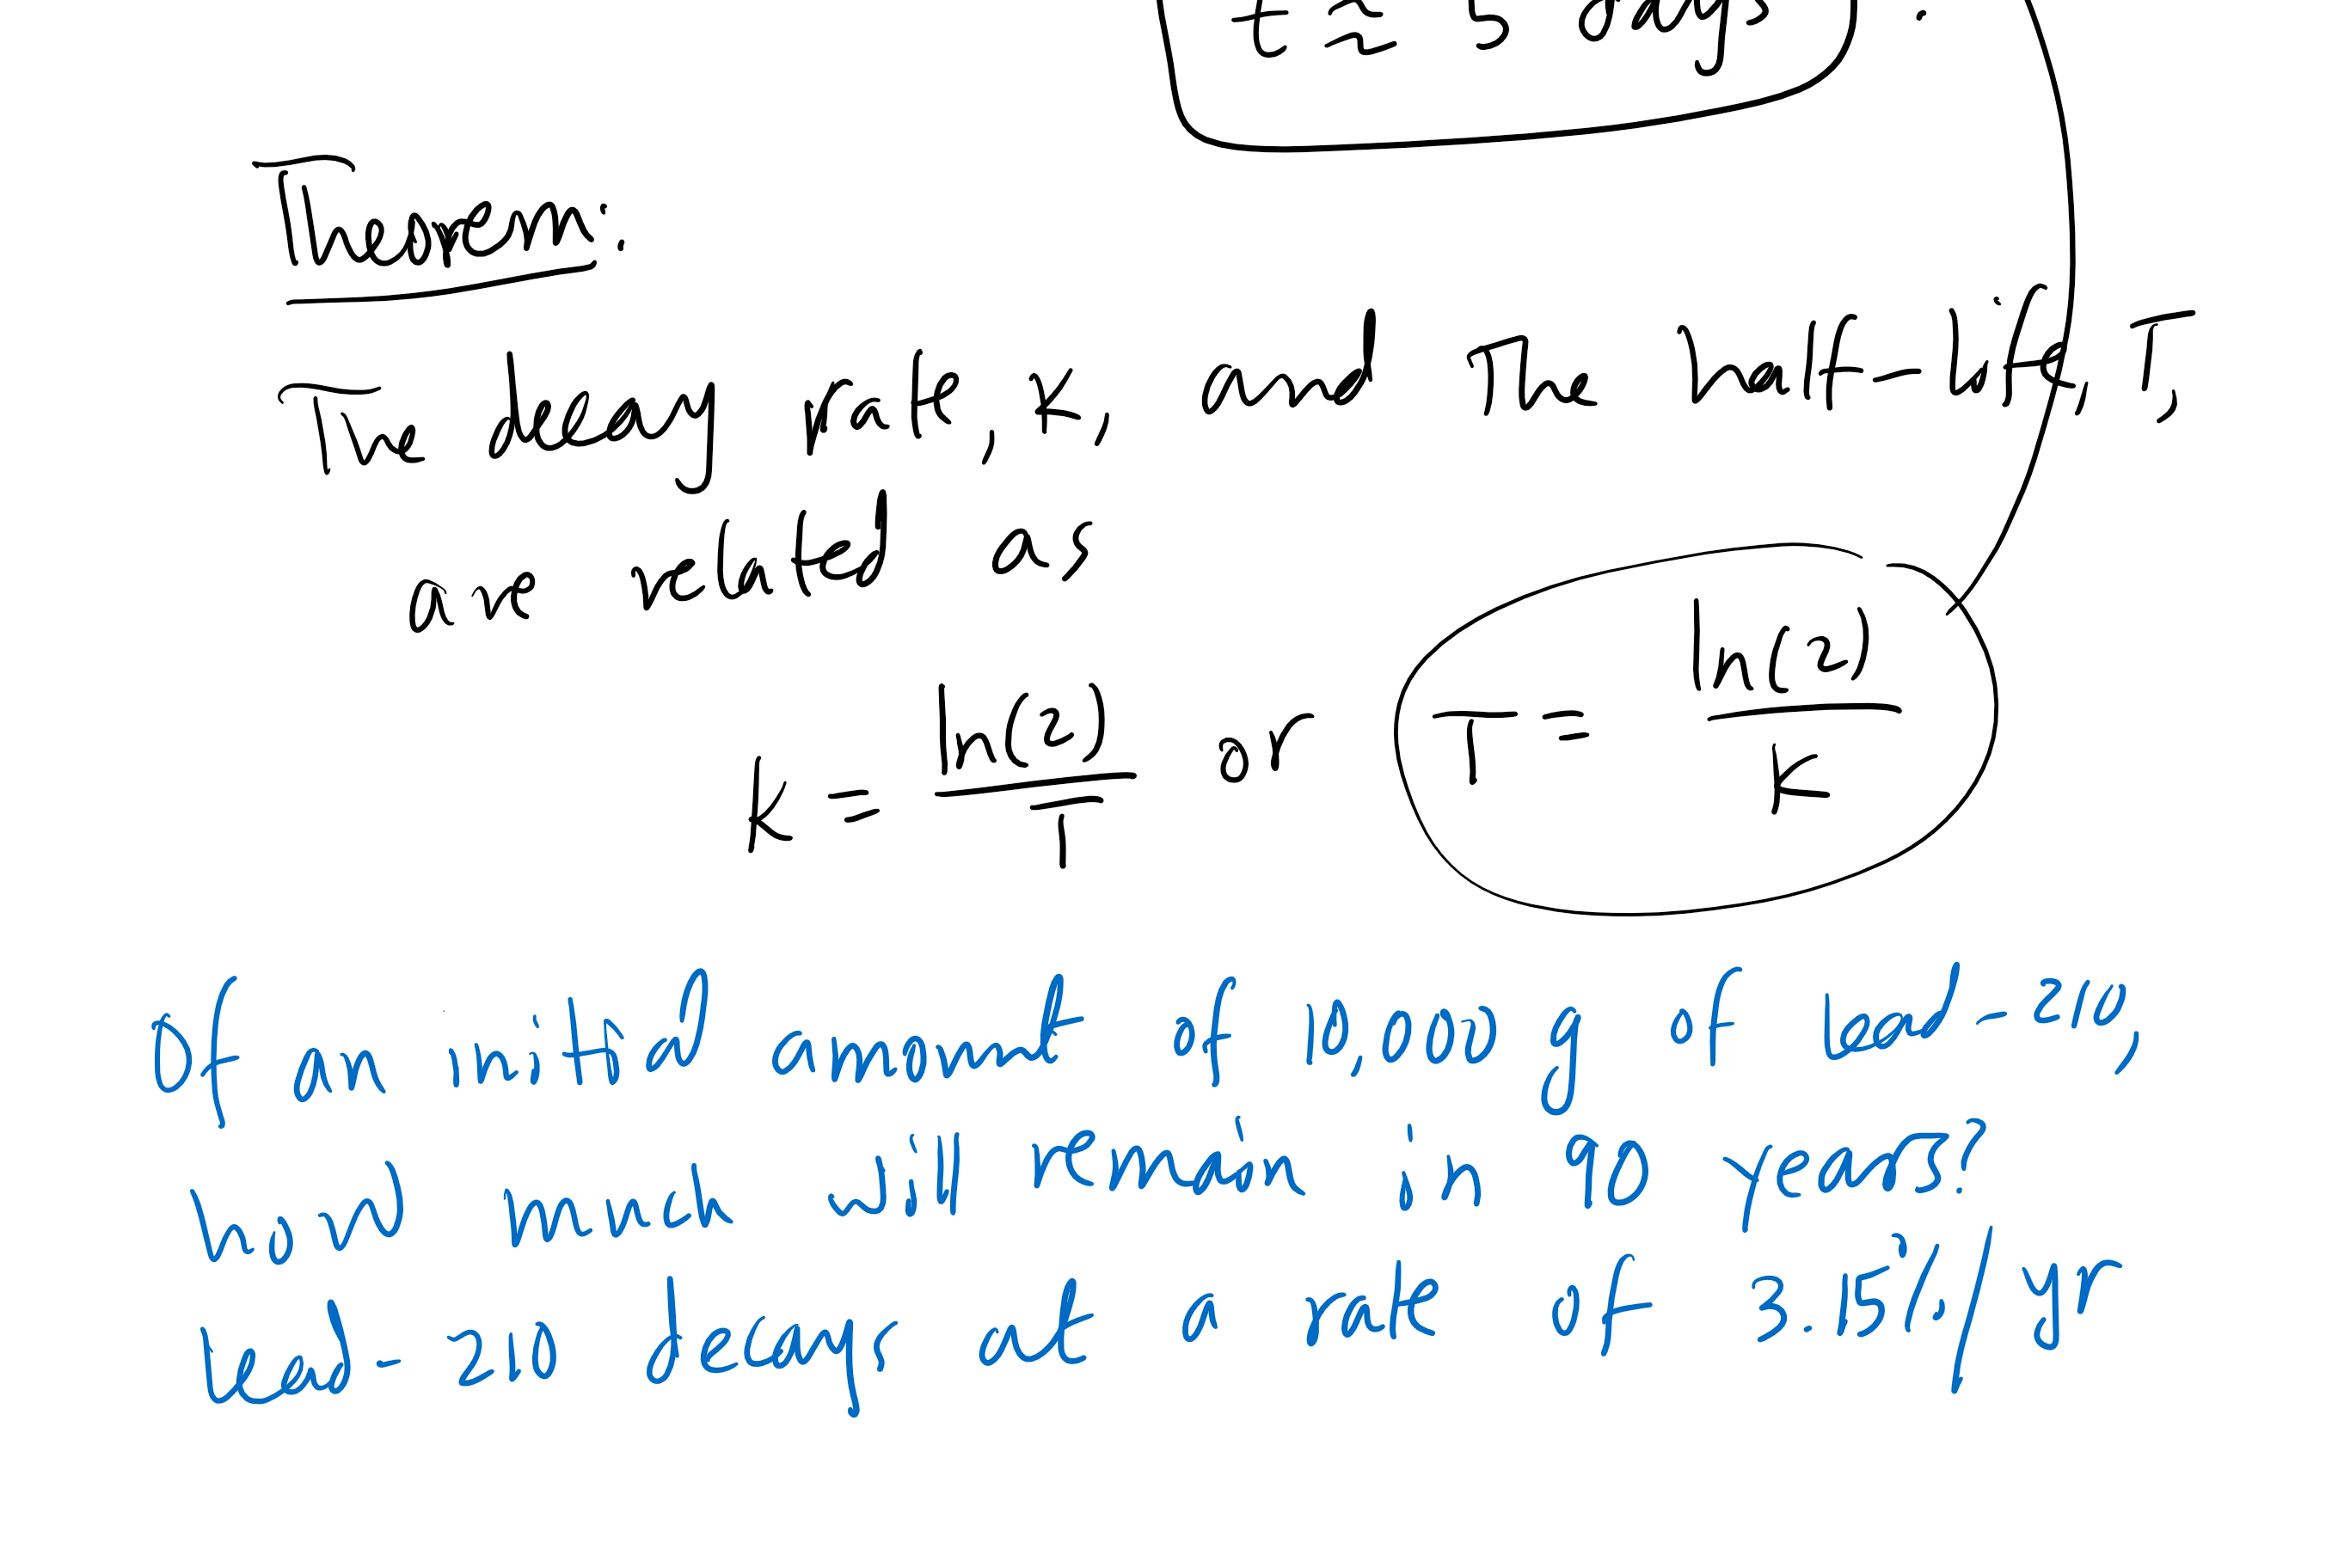 t ≈ 5 days.
Theorem:
The decay rate, k, and The half-life, T,
are related as
k = ln(2)/T or T = ln(2)/k
Of an initial amount of 10,000 g of lead-210,
how much will remain in 90 years?
lead-210 decays at a rate of 3.15%/yr